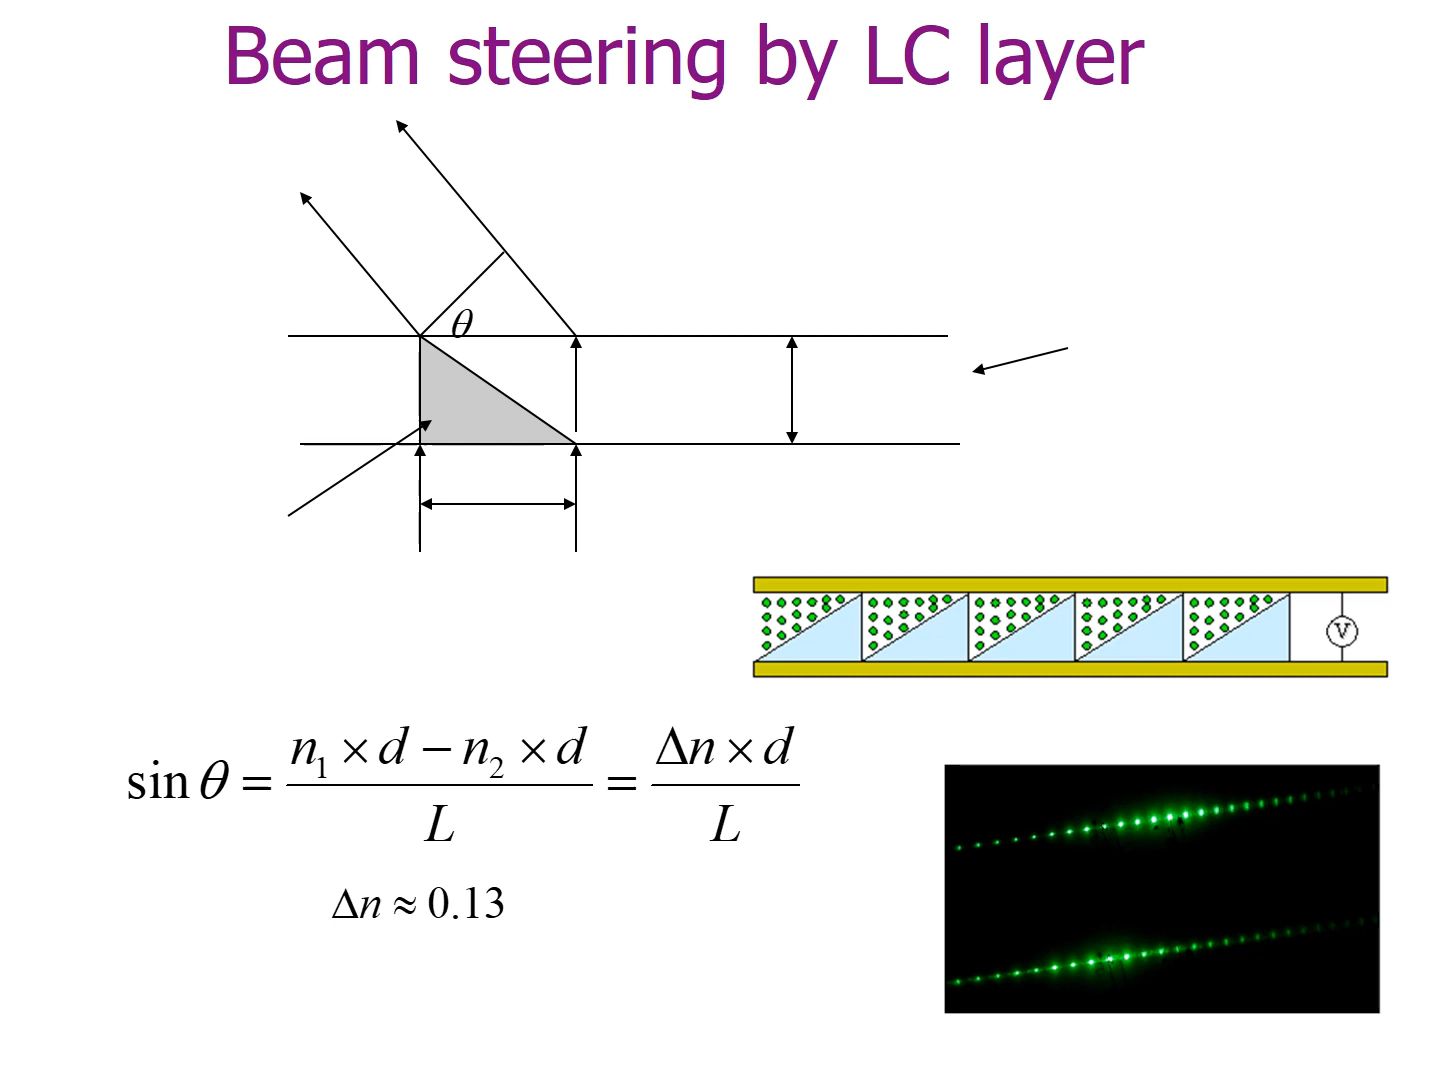 Beam steering by LC layer
θ
V
sin θ = (n₁ × d − n₂ × d) / L = (Δn × d) / L
Δn ≈ 0.13